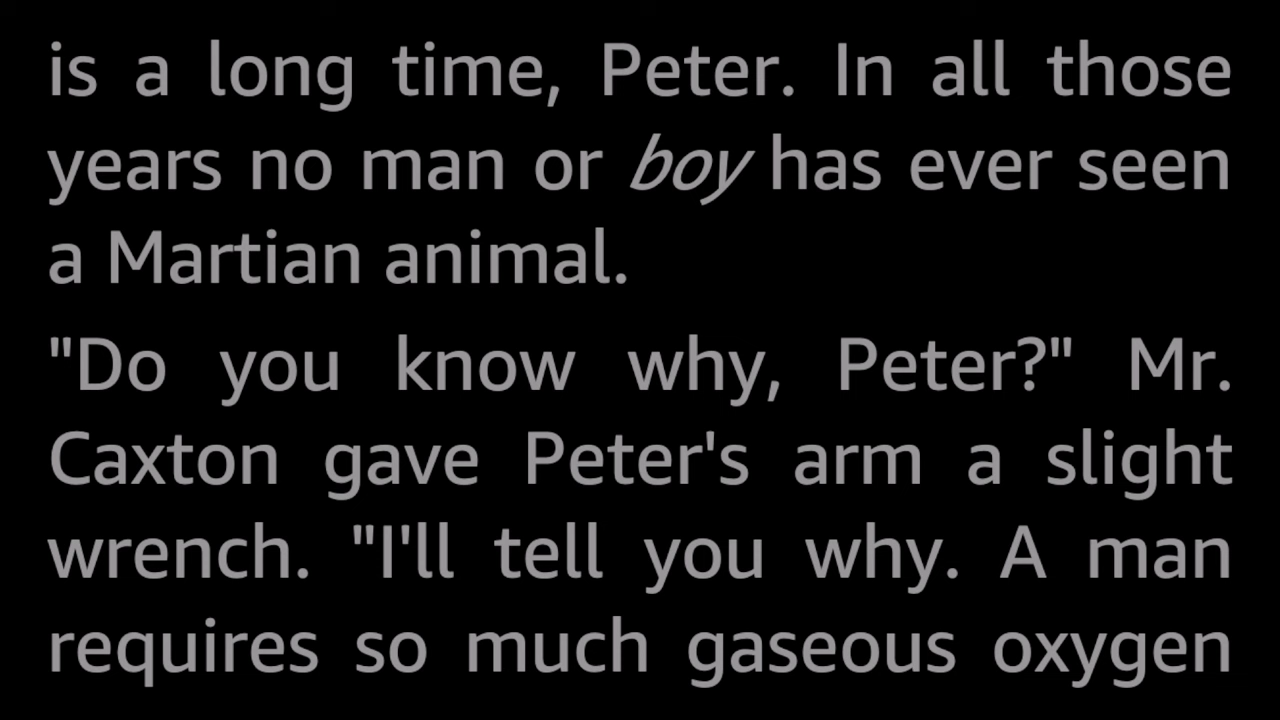 is a long time, Peter. In all those
years no man or boy has ever seen
a Martian animal.
"Do you know why, Peter?" Mr.
Caxton gave Peter's arm a slight
wrench. "I'll tell you why. A man
requires so much gaseous oxygen